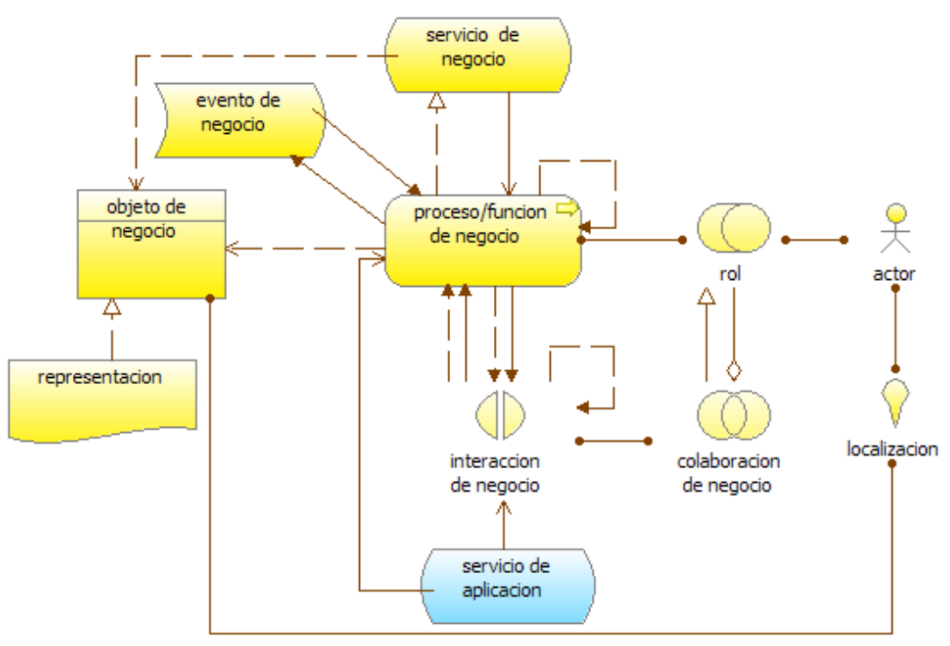 servicio de
negocio
evento de
negocio
objeto de
negocio
proceso/funcion
de negocio
rol
actor
representacion
interaccion
de negocio
colaboracion
de negocio
localizacion
servicio de
aplicacion